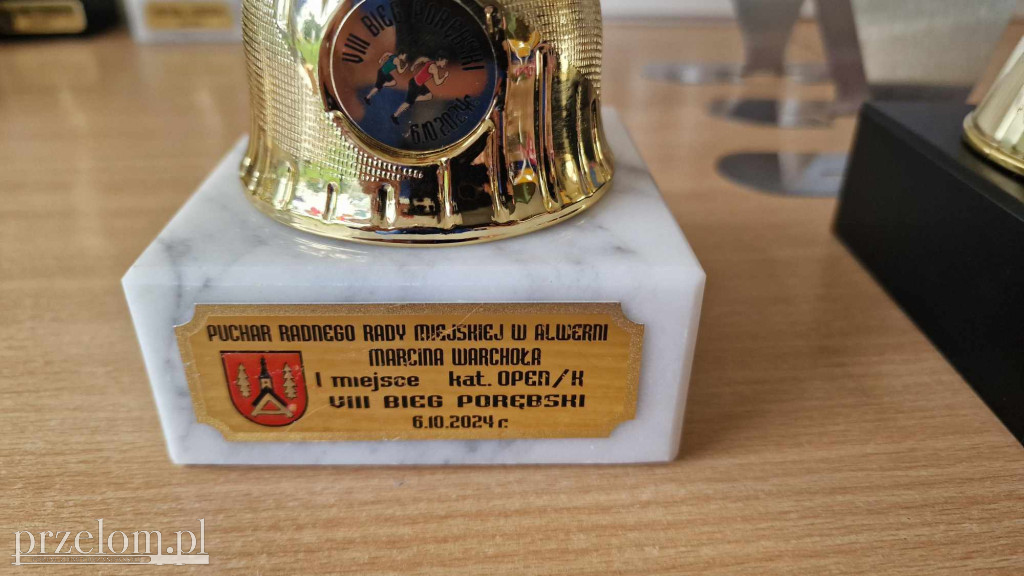 VIII BIEG PORĘBSKI
6.10.2024
PUCHAR RADNEGO RADY MIEJSKIEJ W ALWERNI
MARCINA WARCHOŁA
I miejsce kat. OPEN/K
VIII BIEG PORĘBSKI
6.10.2024 r.
przelom.pl